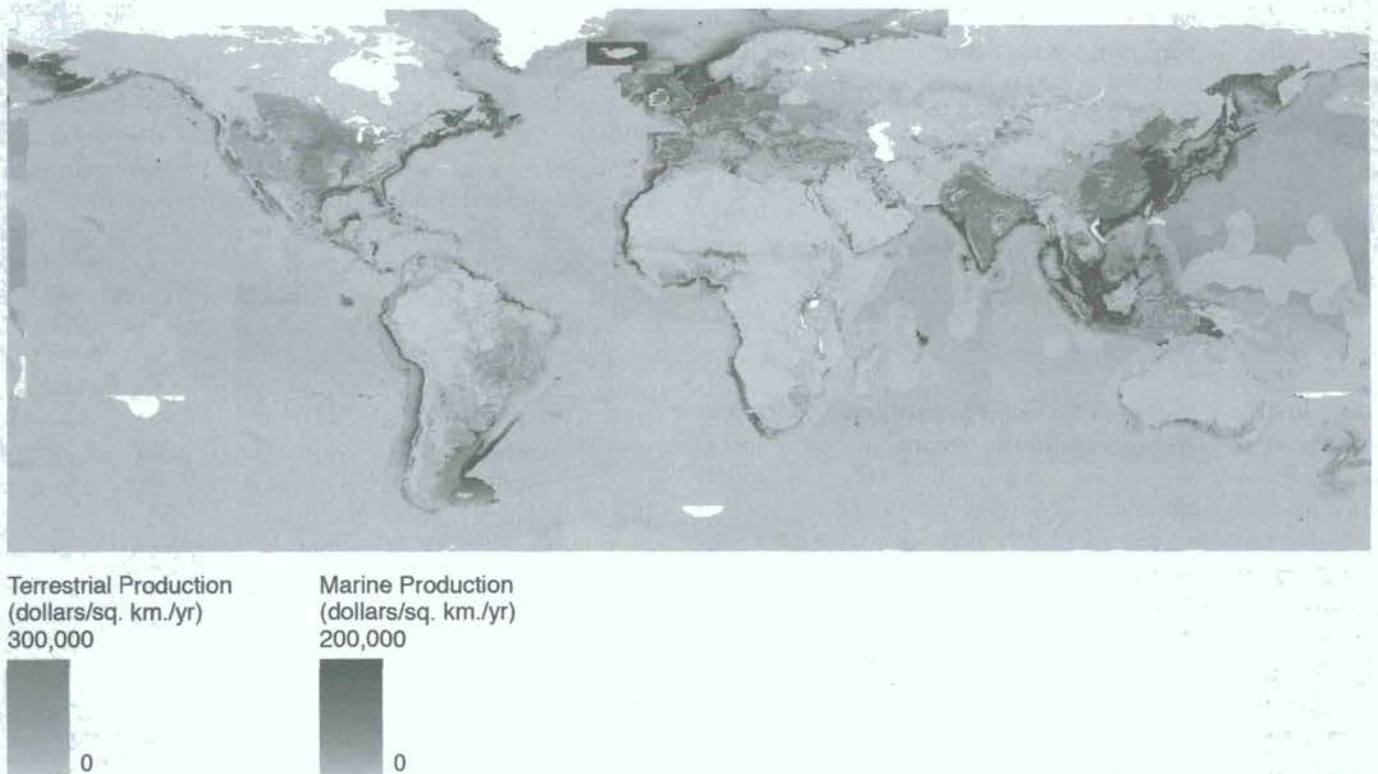 Terrestrial Production
(dollars/sq. km./yr)
300,000
0
Marine Production
(dollars/sq. km./yr)
200,000
0